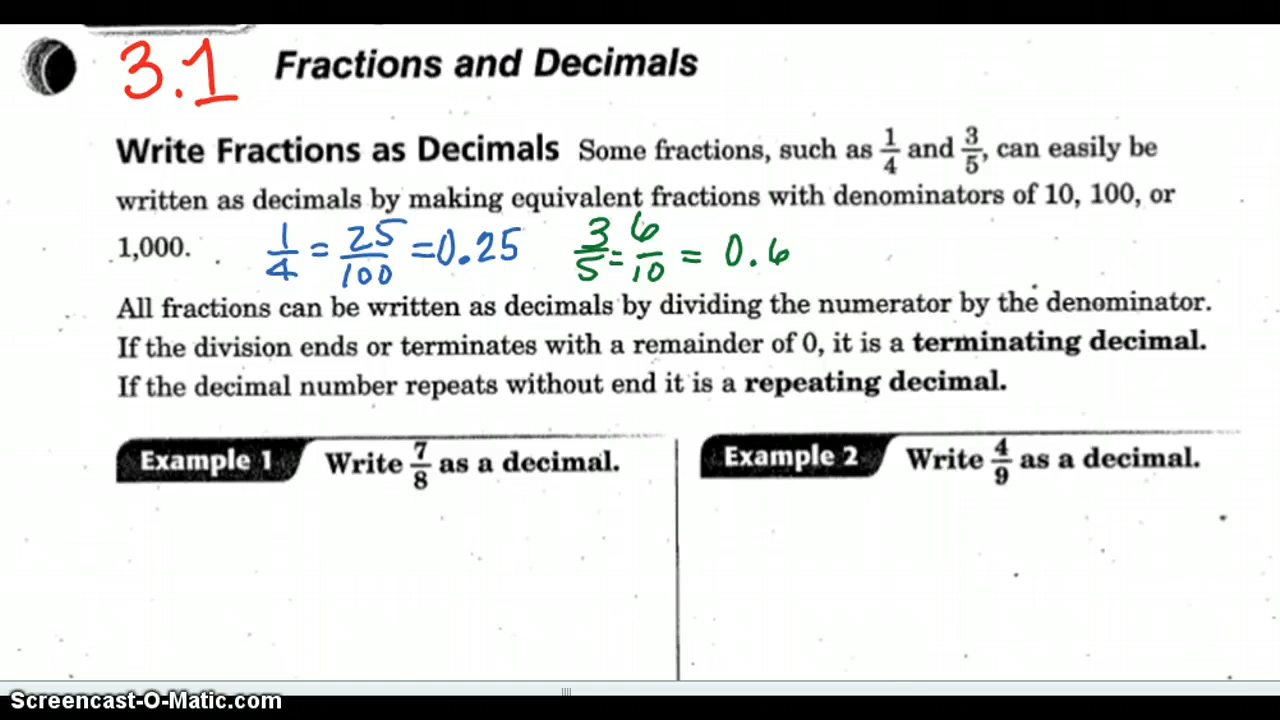 3.1 Fractions and Decimals
Write Fractions as Decimals Some fractions, such as 1/4 and 3/5, can easily be
written as decimals by making equivalent fractions with denominators of 10, 100, or
1,000. 1/4 = 25/100 = 0.25 3/5 = 6/10 = 0.6
All fractions can be written as decimals by dividing the numerator by the denominator.
If the division ends or terminates with a remainder of 0, it is a terminating decimal.
If the decimal number repeats without end it is a repeating decimal.
Example 1 Write 7/8 as a decimal.
Example 2 Write 4/9 as a decimal.
Screencast-O-Matic.com